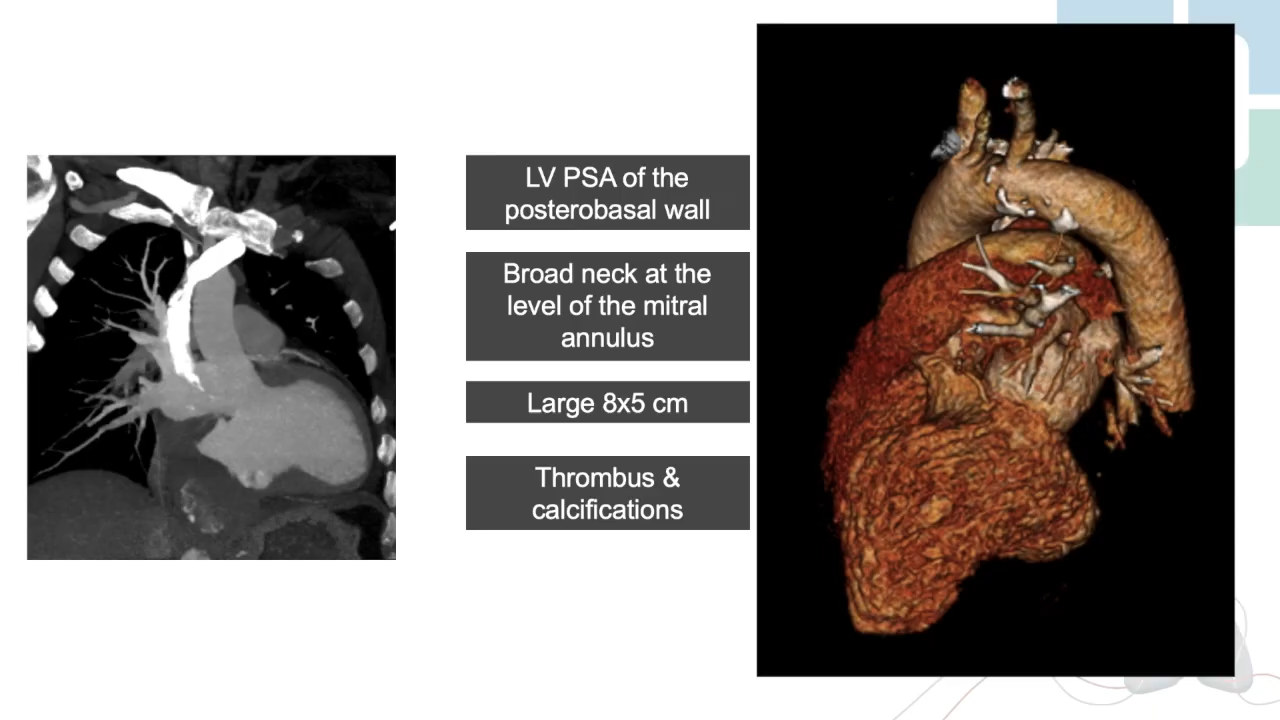 LV PSA of the
posterobasal wall
Broad neck at the
level of the mitral
annulus
Large 8x5 cm
Thrombus &
calcifications